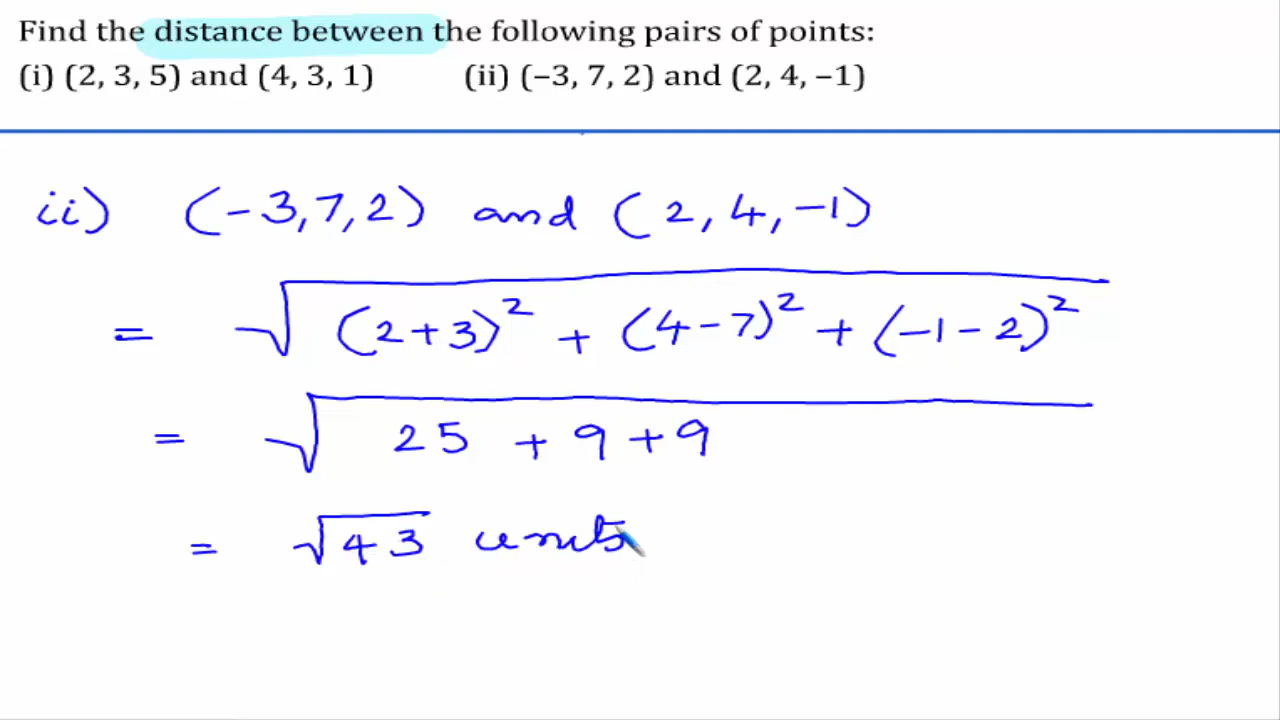 Find the distance between the following pairs of points:
(i) (2, 3, 5) and (4, 3, 1) (ii) (–3, 7, 2) and (2, 4, –1)
ii) (-3,7,2) and (2,4,-1)
= √(2+3)² + (4-7)² + (-1-2)²
= √25 + 9 + 9
= √43 units